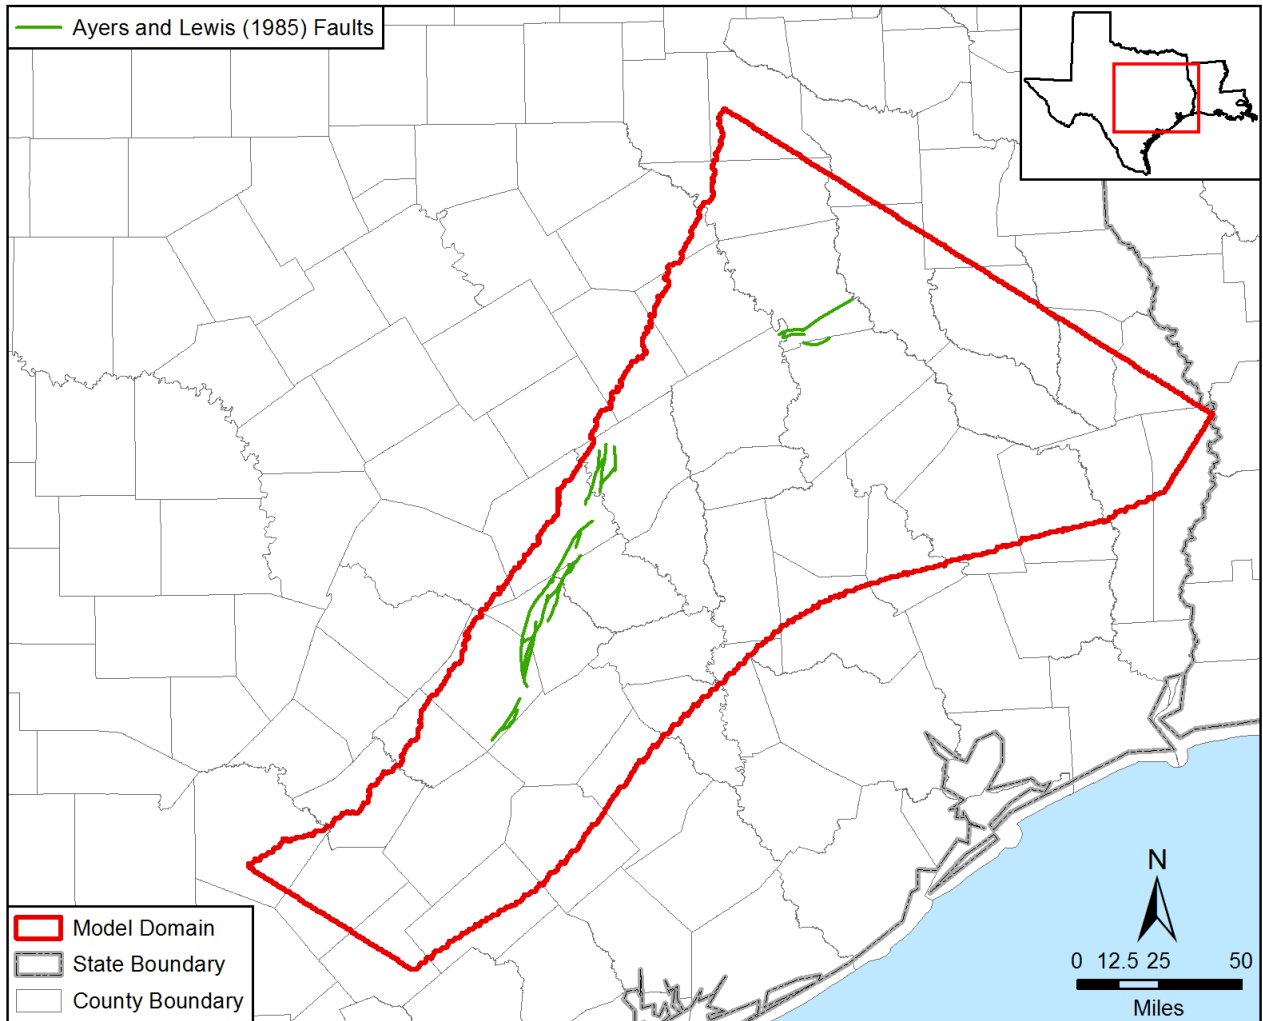 Ayers and Lewis (1985) Faults
Model Domain
State Boundary
County Boundary
N
0 12.5 25 50
Miles